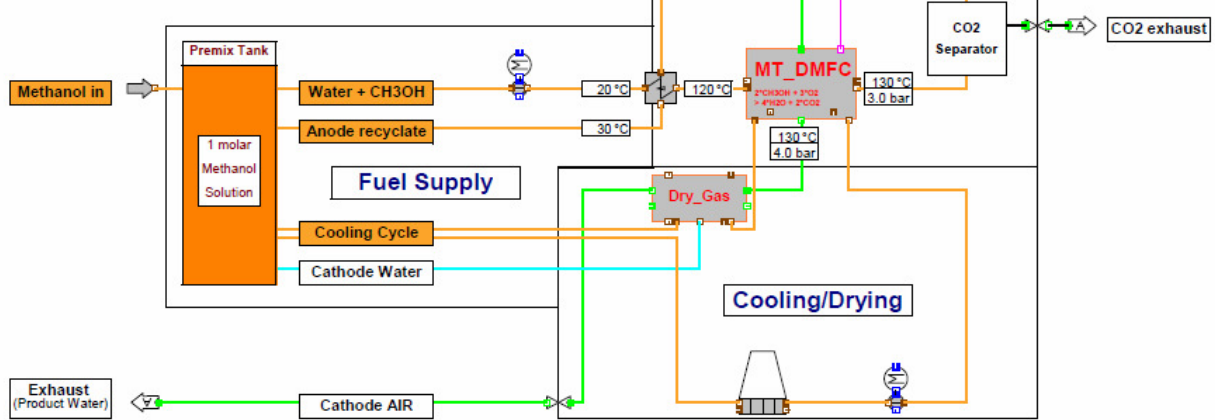 CO2
Separator
A
CO2 exhaust
Premix Tank
MT_DMFC
2*CH3OH + 3*O2
> 4*H2O + 2*CO2
130 °C
3.0 bar
Methanol in
Water + CH3OH
M
20 °C
120 °C
Anode recyclate
30 °C
130 °C
4.0 bar
1 molar
Methanol
Solution
Fuel Supply
Dry_Gas
Cooling Cycle
Cathode Water
Cooling/Drying
M
Exhaust
(Product Water)
A
Cathode AIR